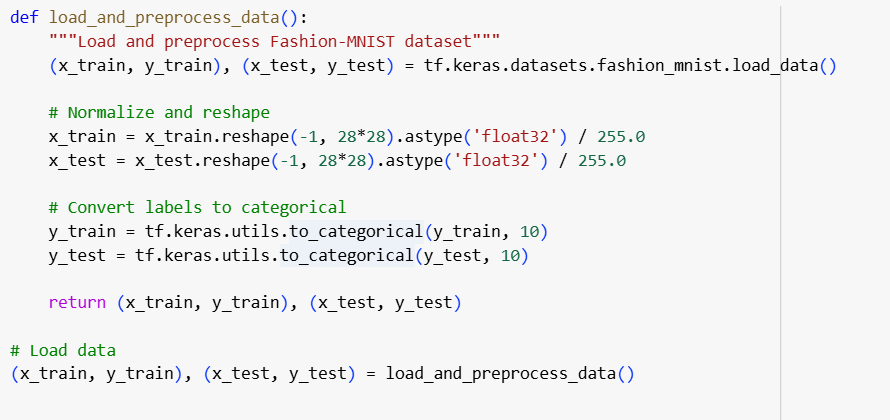 def load_and_preprocess_data():
    """Load and preprocess Fashion-MNIST dataset"""
    (x_train, y_train), (x_test, y_test) = tf.keras.datasets.fashion_mnist.load_data()
    # Normalize and reshape
    x_train = x_train.reshape(-1, 28*28).astype('float32') / 255.0
    x_test = x_test.reshape(-1, 28*28).astype('float32') / 255.0
    # Convert labels to categorical
    y_train = tf.keras.utils.to_categorical(y_train, 10)
    y_test = tf.keras.utils.to_categorical(y_test, 10)
    return (x_train, y_train), (x_test, y_test)
# Load data
(x_train, y_train), (x_test, y_test) = load_and_preprocess_data()